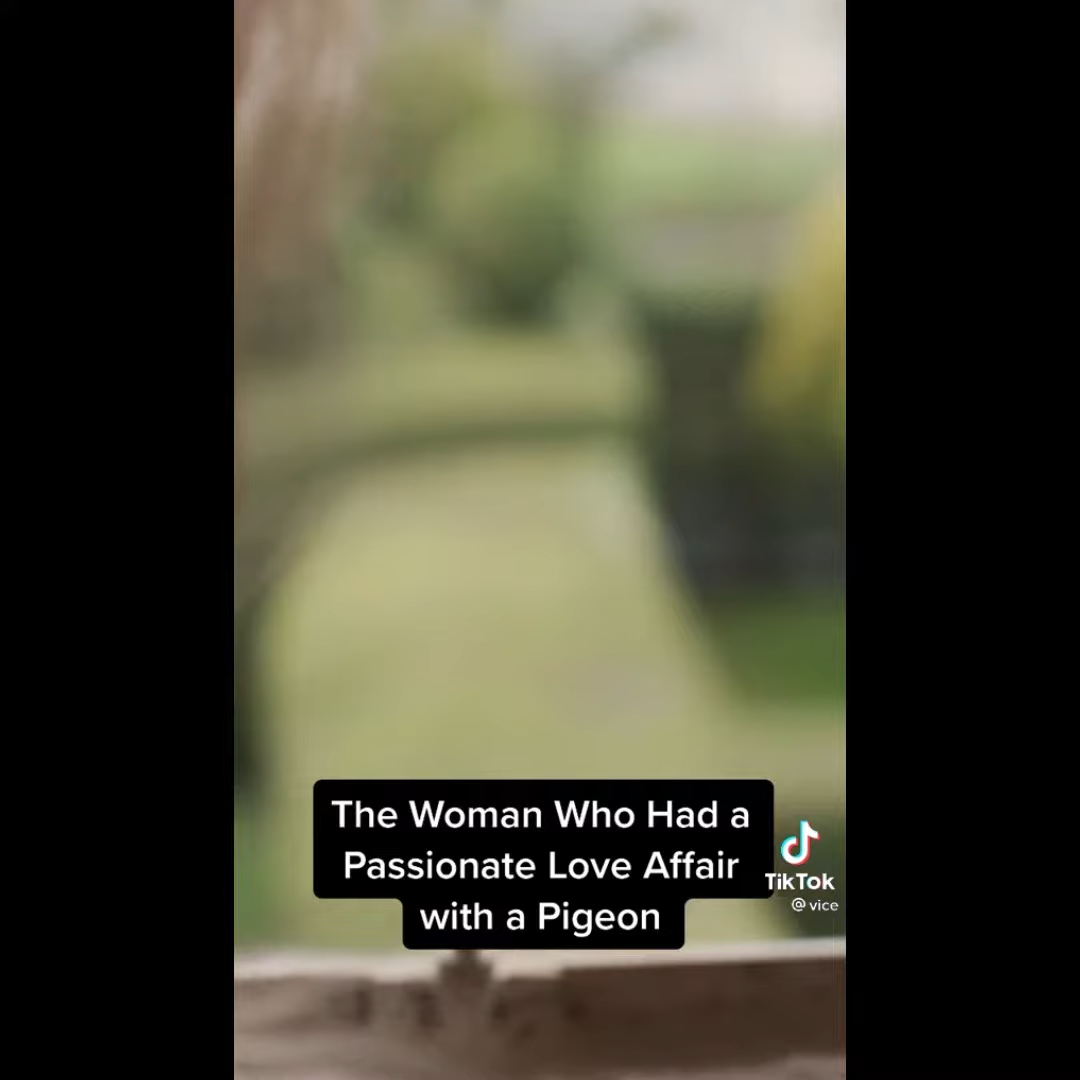 The Woman Who Had a
Passionate Love Affair
with a Pigeon
TikTok
@vice